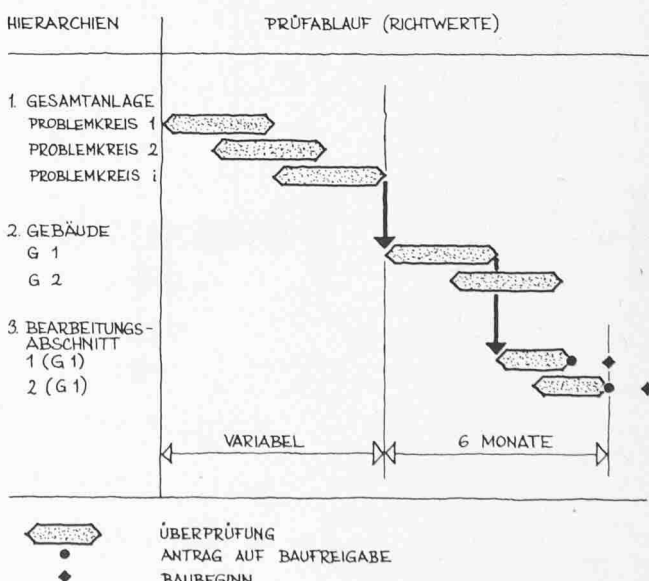 HIERARCHIEN PRÜFABLAUF (RICHTWERTE)
1. GESAMTANLAGE
PROBLEMKREIS 1
PROBLEMKREIS 2
PROBLEMKREIS i
2. GEBÄUDE
G 1
G 2
3. BEARBEITUNGS-
ABSCHNITT
1 (G 1)
2 (G 1)
VARIABEL 6 MONATE
ÜBERPRÜFUNG
ANTRAG AUF BAUFREIGABE
BAUBEGINN